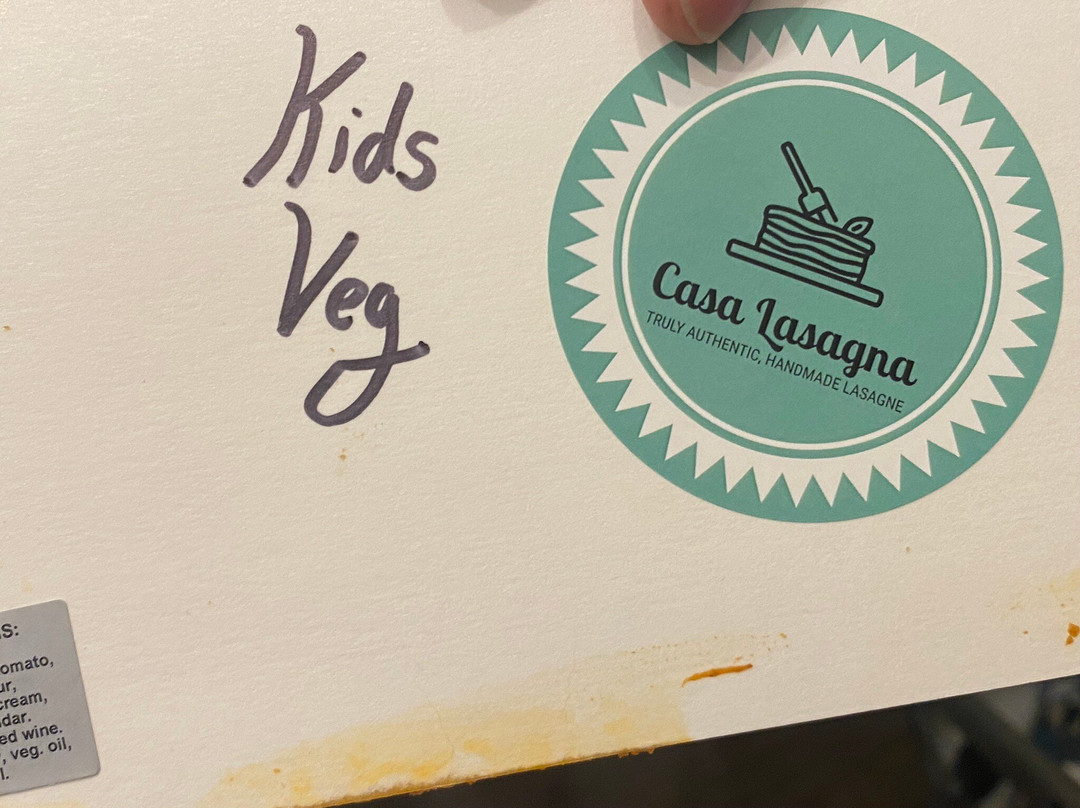 Kids
Veg
Casa Lasagna
TRULY AUTHENTIC, HANDMADE LASAGNE
S:
omato,
ur,
cream,
dar.
ed wine.
, veg. oil,
l.